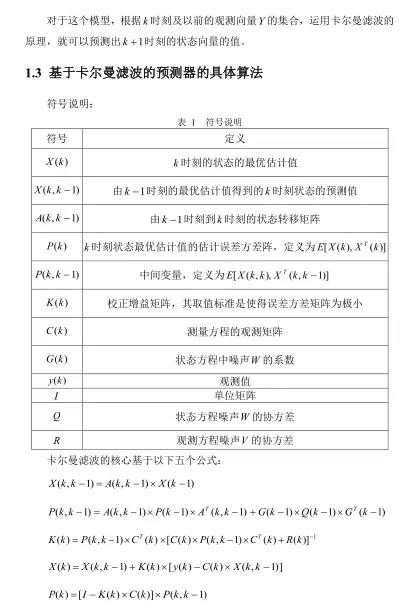 对于这个模型，根据 k 时刻及以前的观测向量 Y 的集合，运用卡尔曼滤波的
原理，就可以预测出 k +1 时刻的状态向量的值。
1.3 基于卡尔曼滤波的预测器的具体算法
符号说明：
表 1 符号说明
符号 定义
X(k) k 时刻的状态的最优估计值
X(k,k −1) 由 k −1 时刻的最优估计值得到的 k 时刻状态的预测值
A(k,k −1) 由 k −1 时刻到 k 时刻的状态转移矩阵
P(k) k 时刻状态最优估计值的估计误差方差阵，定义为 E[X(k), X^T(k)]
P(k,k −1) 中间变量，定义为 E[X(k,k), X^T(k,k −1)]
K(k) 校正增益矩阵，其取值标准是使得误差方差矩阵为极小
C(k) 测量方程的观测矩阵
G(k) 状态方程中噪声 W 的系数
y(k) 观测值
I 单位矩阵
Q 状态方程噪声 W 的协方差
R 观测方程噪声 V 的协方差
卡尔曼滤波的核心基于以下五个公式：
X(k,k −1) = A(k,k −1)× X(k −1)
P(k,k −1) = A(k,k −1)× P(k −1)× A^T(k,k −1) + G(k −1)×Q(k −1)×G^T(k −1)
K(k) = P(k,k −1)×C^T(k)×[C(k)× P(k,k −1)×C^T(k) + R(k)]^−1
X(k) = X(k,k −1) + K(k)×[y(k) − C(k)× X(k,k −1)]
P(k) = [I − K(k)×C(k)]× P(k,k −1)